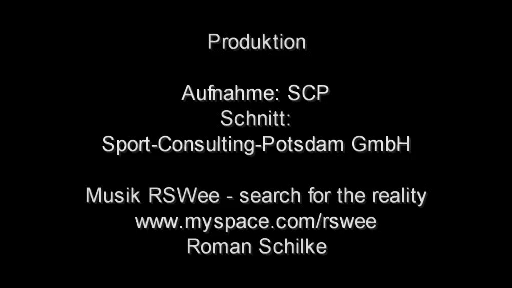 Produktion
Aufnahme: SCP
Schnitt:
Sport-Consulting-Potsdam GmbH
Musik RSWee - search for the reality
www.myspace.com/rswee
Roman Schilke